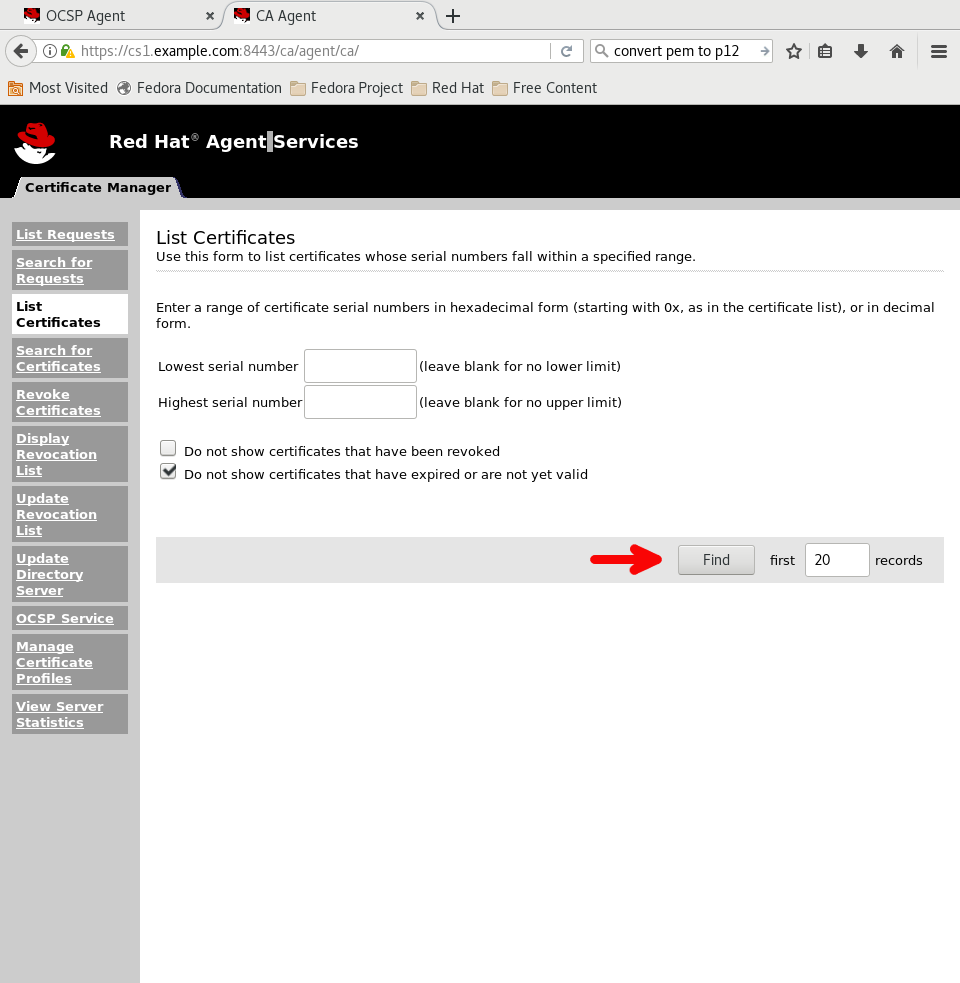 OCSP Agent
CA Agent
https://cs1.example.com:8443/ca/agent/ca/
convert pem to p12
Most Visited
Fedora Documentation
Fedora Project
Red Hat
Free Content
Red Hat® Agent Services
Certificate Manager
List Requests
Search for
Requests
List
Certificates
Search for
Certificates
Revoke
Certificates
Display
Revocation
List
Update
Revocation
List
Update
Directory
Server
OCSP Service
Manage
Certificate
Profiles
View Server
Statistics
List Certificates
Use this form to list certificates whose serial numbers fall within a specified range.
Enter a range of certificate serial numbers in hexadecimal form (starting with 0x, as in the certificate list), or in decimal
form.
Lowest serial number (leave blank for no lower limit)
Highest serial number (leave blank for no upper limit)
Do not show certificates that have been revoked
Do not show certificates that have expired or are not yet valid
Find first 20 records